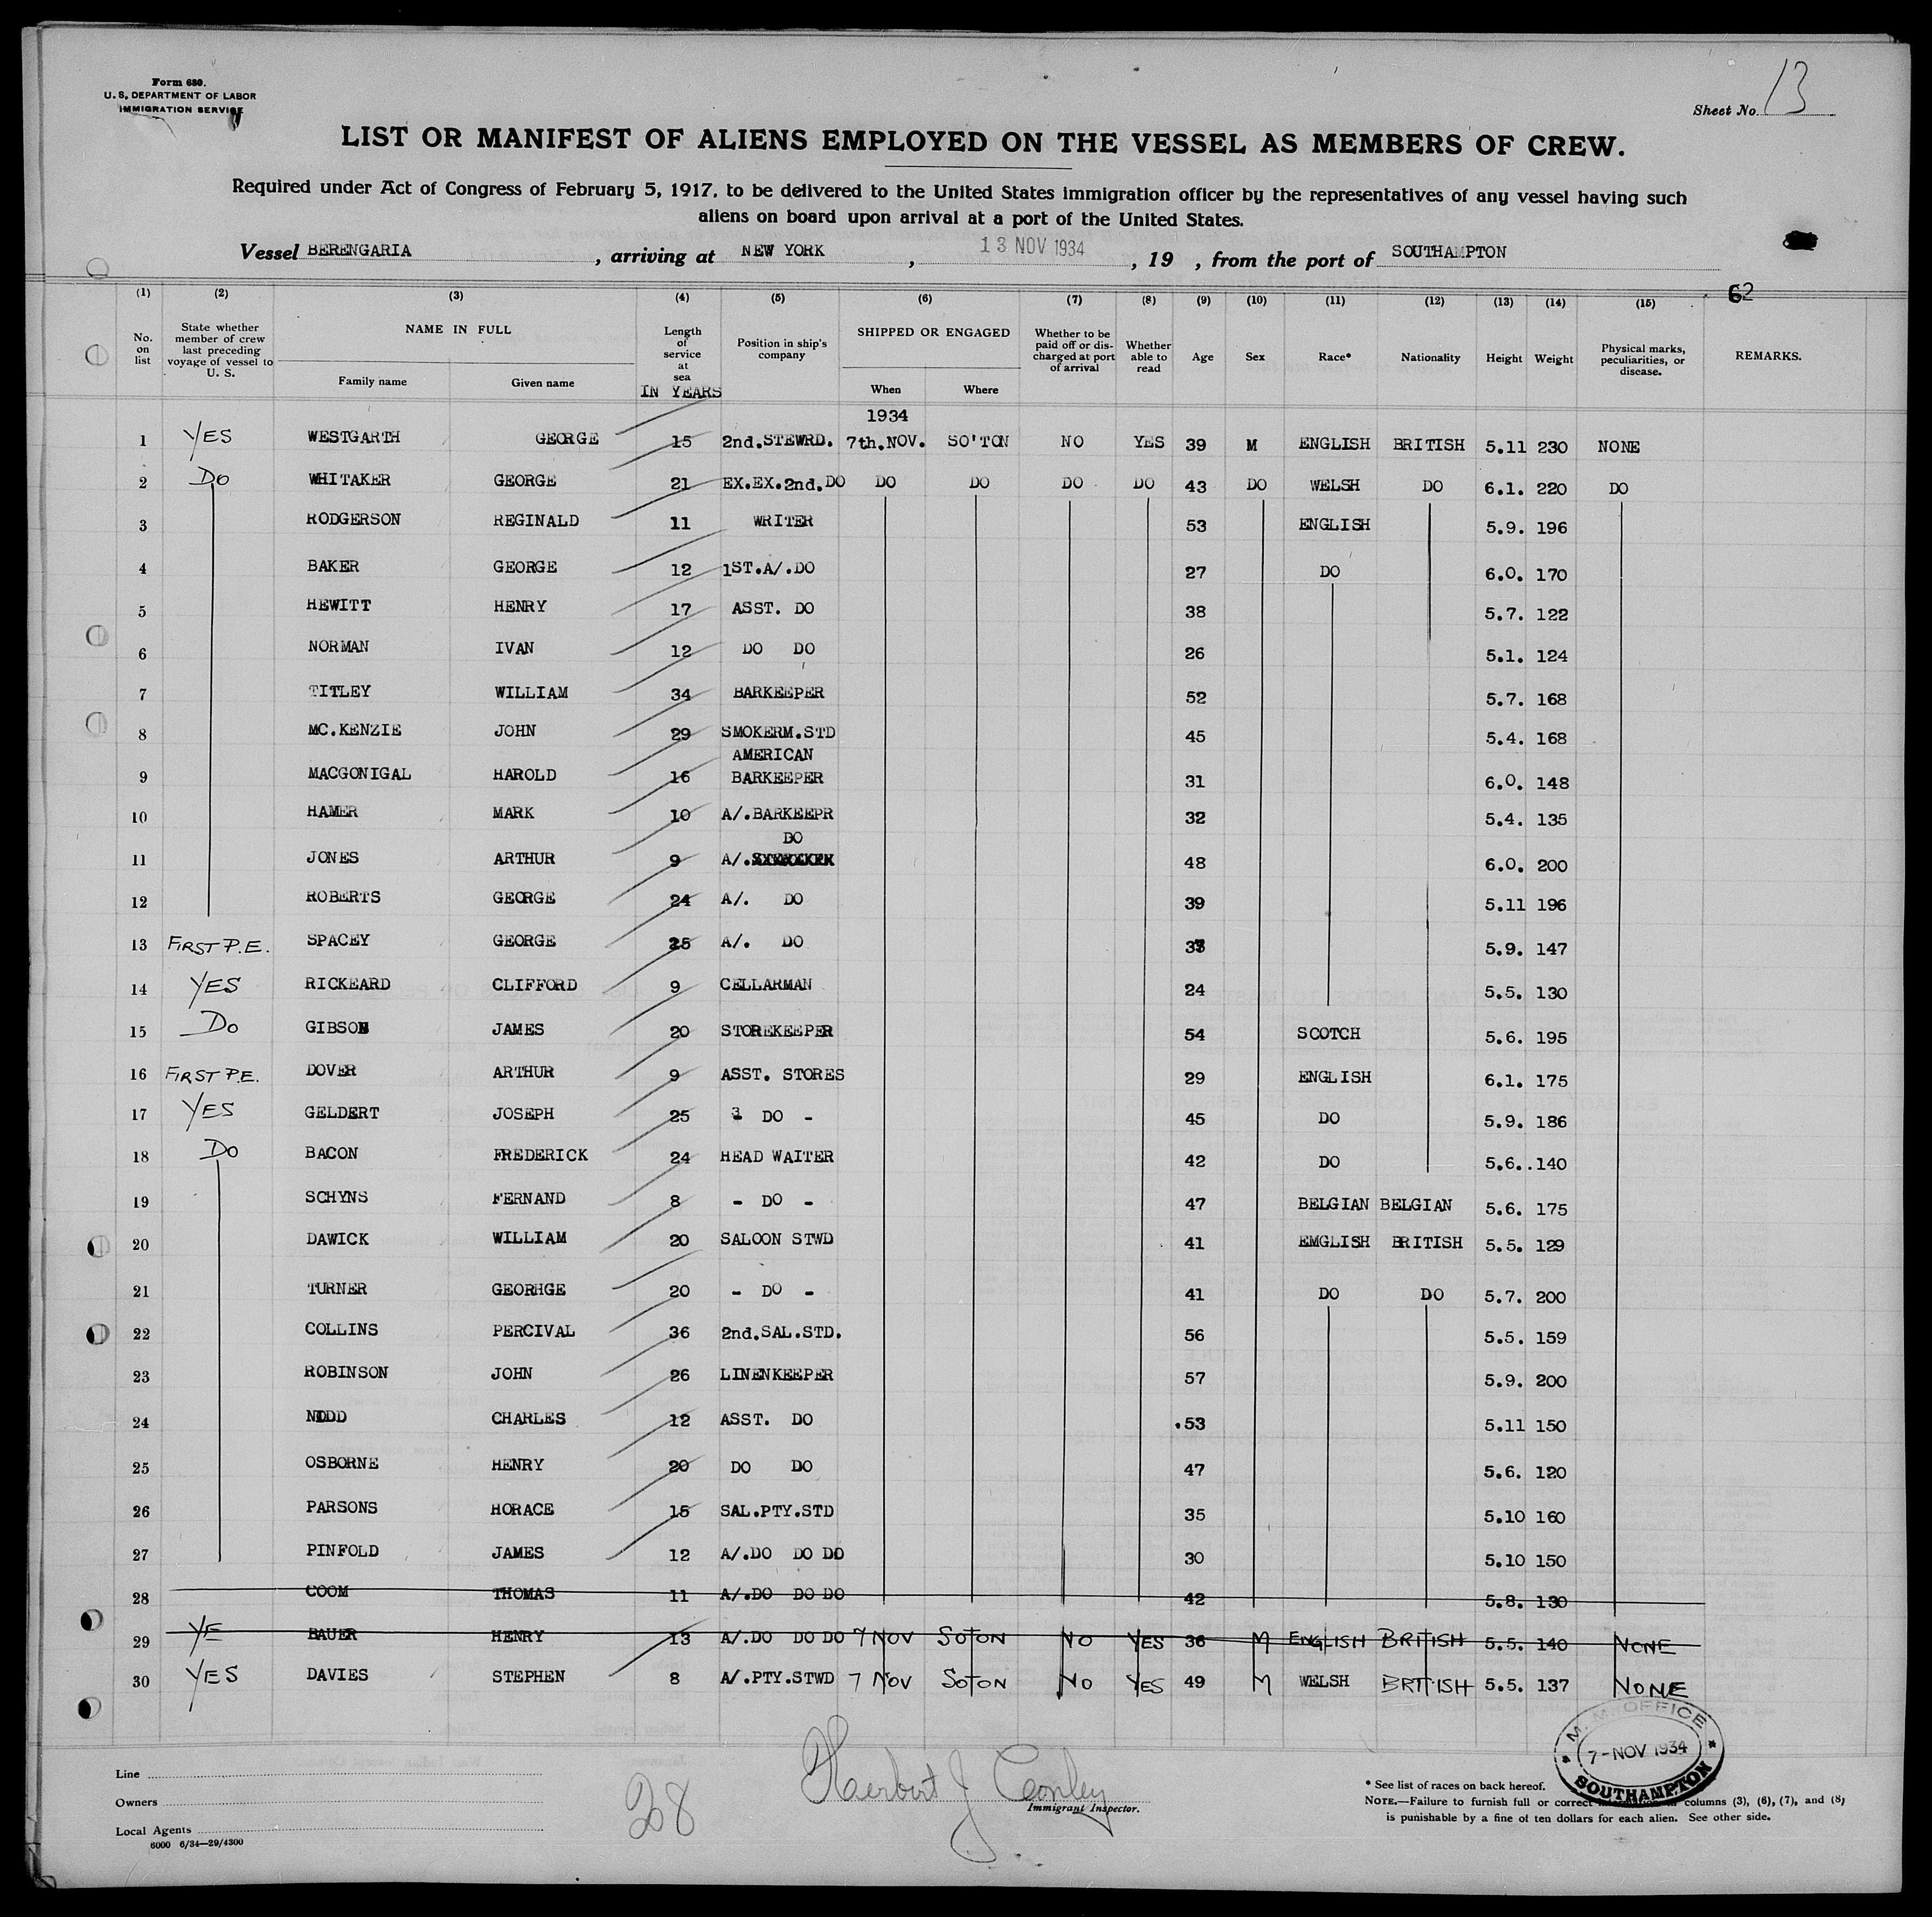 Form 680.
U. S. DEPARTMENT OF LABOR
IMMIGRATION SERVICE
Sheet No. 13
LIST OR MANIFEST OF ALIENS EMPLOYED ON THE VESSEL AS MEMBERS OF CREW.
Required under Act of Congress of February 5, 1917, to be delivered to the United States immigration officer by the representatives of any vessel having such
aliens on board upon arrival at a port of the United States.
Vessel BERENGARIA , arriving at NEW YORK , 13 NOV 1934 , 19 , from the port of SOUTHAMPTON
62
(1) (2) (3) (4) (5) (6) (7) (8) (9) (10) (11) (12) (13) (14) (15)
No. on list State whether member of crew last preceding voyage of vessel to U. S. NAME IN FULL Family name Given name Length of service at sea IN YEARS Position in ship's company SHIPPED OR ENGAGED When Where Whether to be paid off or discharged at port of arrival Whether able to read Age Sex Race* Nationality Height Weight Physical marks, peculiarities, or disease. REMARKS.
1934
1 YES WESTGARTH GEORGE 15 2nd.STEWRD. 7th.NOV. SO'TON NO YES 39 M ENGLISH BRITISH 5.11 230 NONE
2 DO WHITAKER GEORGE 21 EX.EX.2nd.DO DO DO DO DO 43 DO WELSH DO 6.1. 220 DO
3 RODGERSON REGINALD 11 WRITER 53 ENGLISH 5.9. 196
4 BAKER GEORGE 12 1ST.A/.DO 27 DO 6.0. 170
5 HEWITT HENRY 17 ASST. DO 38 5.7. 122
6 NORMAN IVAN 12 DO DO 26 5.1. 124
7 TITLEY WILLIAM 34 BARKEEPER 52 5.7. 168
8 MC.KENZIE JOHN 29 SMOKERM.STD 45 5.4. 168
AMERICAN
9 MACGONIGAL HAROLD 16 BARKEEPER 31 6.0. 148
10 HAMER MARK 10 A/.BARKEEPR 32 5.4. 135
DO
11 JONES ARTHUR 9 A/. 48 6.0. 200
12 ROBERTS GEORGE 24 A/. DO 39 5.11 196
13 FIRST P.E. SPACEY GEORGE 25 A/. DO 5.9. 147
14 YES RICKEARD CLIFFORD 9 CELLARMAN 24 5.5. 130
15 DO GIBSON JAMES 20 STOREKEEPER 54 SCOTCH 5.6. 195
16 FIRST P.E. DOVER ARTHUR 9 ASST. STORES 29 ENGLISH 6.1. 175
17 YES GELDERT JOSEPH 25 DO - 45 DO 5.9. 186
18 DO BACON FREDERICK 24 HEAD WAITER 42 DO 5.6. 140
19 SCHYNS FERNAND 8 - DO - 47 BELGIAN BELGIAN 5.6. 175
20 DAWICK WILLIAM 20 SALOON STWD 41 EMGLISH BRITISH 5.5. 129
21 TURNER GEORHGE 20 - DO - 41 DO DO 5.7. 200
22 COLLINS PERCIVAL 36 2nd.SAL.STD. 56 5.5. 159
23 ROBINSON JOHN 26 LINENKEEPER 57 5.9. 200
24 NIDD CHARLES 12 ASST. DO 53 5.11 150
25 OSBORNE HENRY 20 DO DO 47 5.6. 120
26 PARSONS HORACE 15 SAL.PTY.STD 35 5.10 160
27 PINFOLD JAMES 12 A/.DO DO DO 30 5.10 150
28 COOM THOMAS 11 A/.DO DO DO 42 5.8. 130
29 YE BAUER HENRY 13 A/.DO DO DO 7 NOV SOTON NO YES 36 M ENGLISH BRITISH 5.5. 140 NONE
30 YES DAVIES STEPHEN 8 A/.PTY.STWD 7 NOV SOTON NO YES 49 M WELSH BRITISH 5.5. 137 NONE
M. M. OFFICE
7-NOV 1934
SOUTHAMPTON
Line
Owners
Local Agents
6000 6/34—29/4300
28
Herbert J Conley
Immigrant Inspector.
* See list of races on back hereof.
NOTE.—Failure to furnish full or correct information in columns (3), (6), (7), and (8)
is punishable by a fine of ten dollars for each alien. See other side.